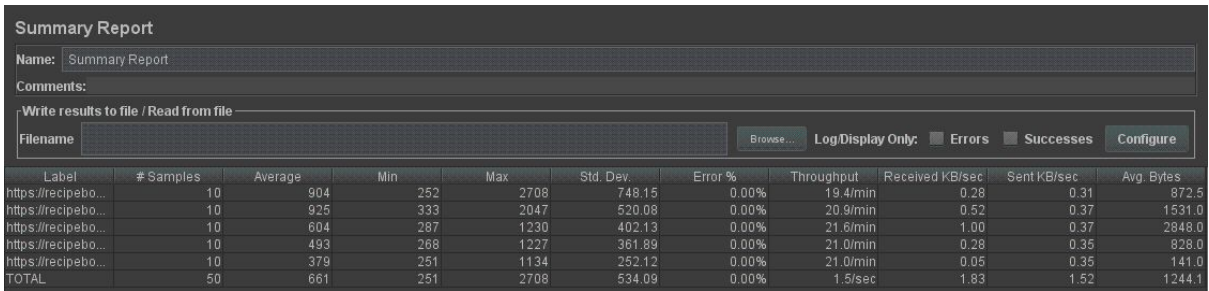 Summary Report
Name: Summary Report
Comments:
Write results to file / Read from file
Filename Browse... Log/Display Only: Errors Successes Configure
Label # Samples Average Min Max Std. Dev. Error % Throughput Received KB/sec Sent KB/sec Avg. Bytes
https://recipebo... 10 904 252 2708 748.15 0.00% 19.4/min 0.28 0.31 872.5
https://recipebo... 10 925 333 2047 520.08 0.00% 20.9/min 0.52 0.37 1531.0
https://recipebo... 10 604 287 1230 402.13 0.00% 21.6/min 1.00 0.37 2848.0
https://recipebo... 10 493 268 1227 361.89 0.00% 21.0/min 0.28 0.35 828.0
https://recipebo... 10 379 251 1134 252.12 0.00% 21.0/min 0.05 0.35 141.0
TOTAL 50 661 251 2708 534.09 0.00% 1.5/sec 1.83 1.52 1244.1